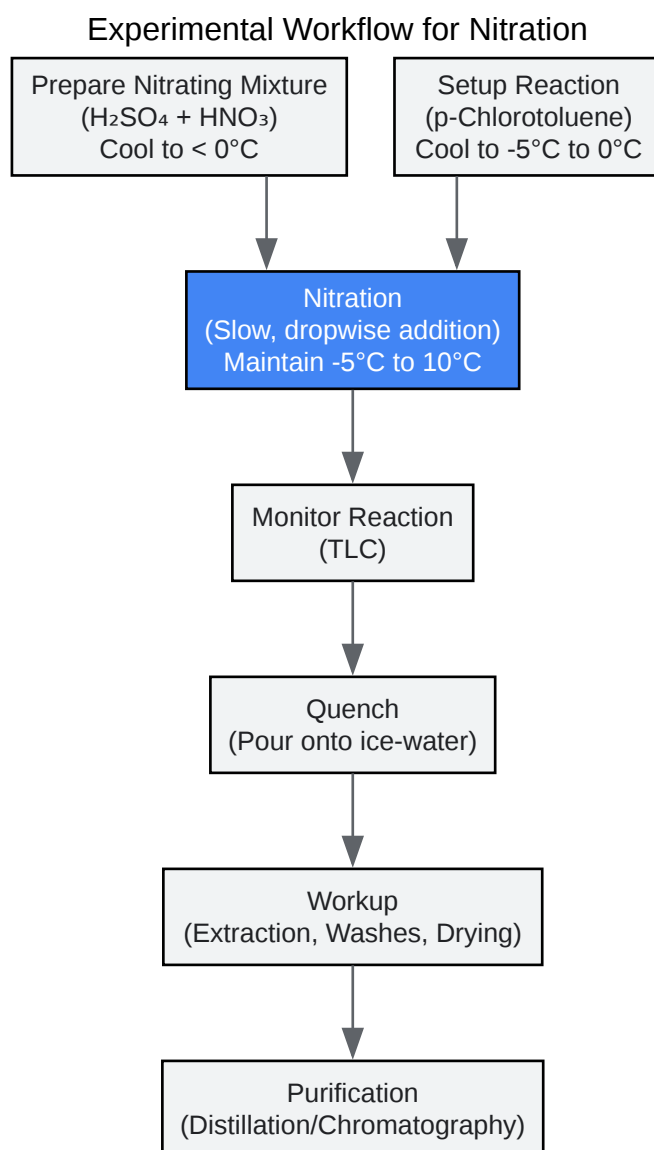 Experimental Workflow for Nitration
Prepare Nitrating Mixture
(H₂SO₄ + HNO₃)
Cool to < 0°C
Setup Reaction
(p-Chlorotoluene)
Cool to -5°C to 0°C
Nitration
(Slow, dropwise addition)
Maintain -5°C to 10°C
Monitor Reaction
(TLC)
Quench
(Pour onto ice-water)
Workup
(Extraction, Washes, Drying)
Purification
(Distillation/Chromatography)